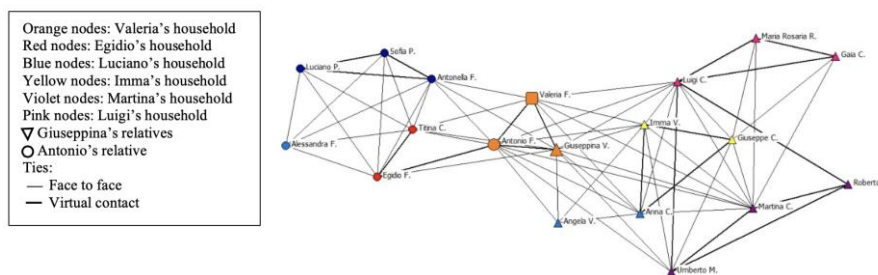 Orange nodes: Valeria's household
Red nodes: Egidio's household
Blue nodes: Luciano's household
Yellow nodes: Imma's household
Violet nodes: Martina's household
Pink nodes: Luigi's household
Giuseppina's relatives
Antonio's relative
Ties:
Face to face
Virtual contact
Maria Rosaria R.
Sofia P.
Gaia C.
Luciano P.
Antonella F.
Luigi C.
Valeria F.
Imma V.
Titina C.
Giuseppe C.
Alessandra F.
Antonio F.
Giuseppina V.
Egidio F.
Roberto
Martina C.
Anna C.
Angela V.
Umberto M.